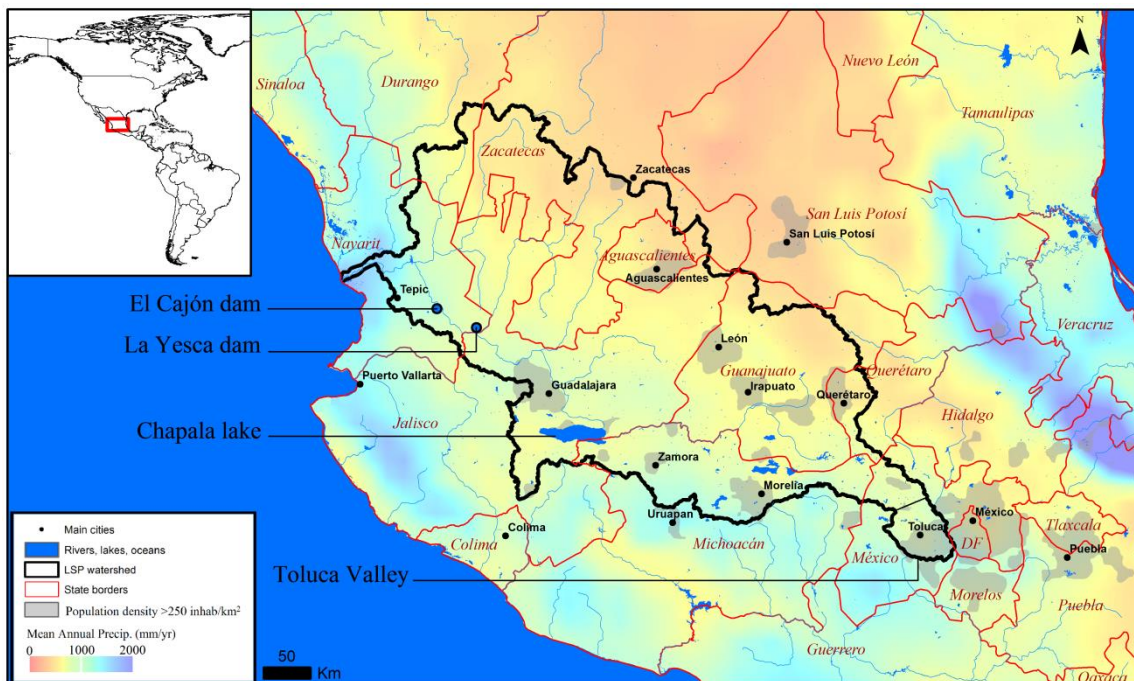 N
Sinaloa
Durango
Nuevo León
Tamaulipas
Zacatecas
Zacatecas
San Luis Potosí
San Luis Potosí
Nayarit
Aguascalientes
Aguascalientes
Tepic
El Cajón dam
La Yesca dam
Veracruz
León
Guanajuato
Querétaro
Puerto Vallarta
Guadalajara
Irapuato
Querétaro
Hidalgo
Jalisco
Chapala lake
Zamora
Morelia
Uruapan
Colima
Colima
Michoacán
Toluca
México
México
DF
Tlaxcala
Puebla
Toluca Valley
Morelos
Puebla
Guerrero
Oaxaca
Main cities
Rivers, lakes, oceans
LSP watershed
State borders
Population density >250 inhab/km²
Mean Annual Precip. (mm/yr)
0 1000 2000
50
Km